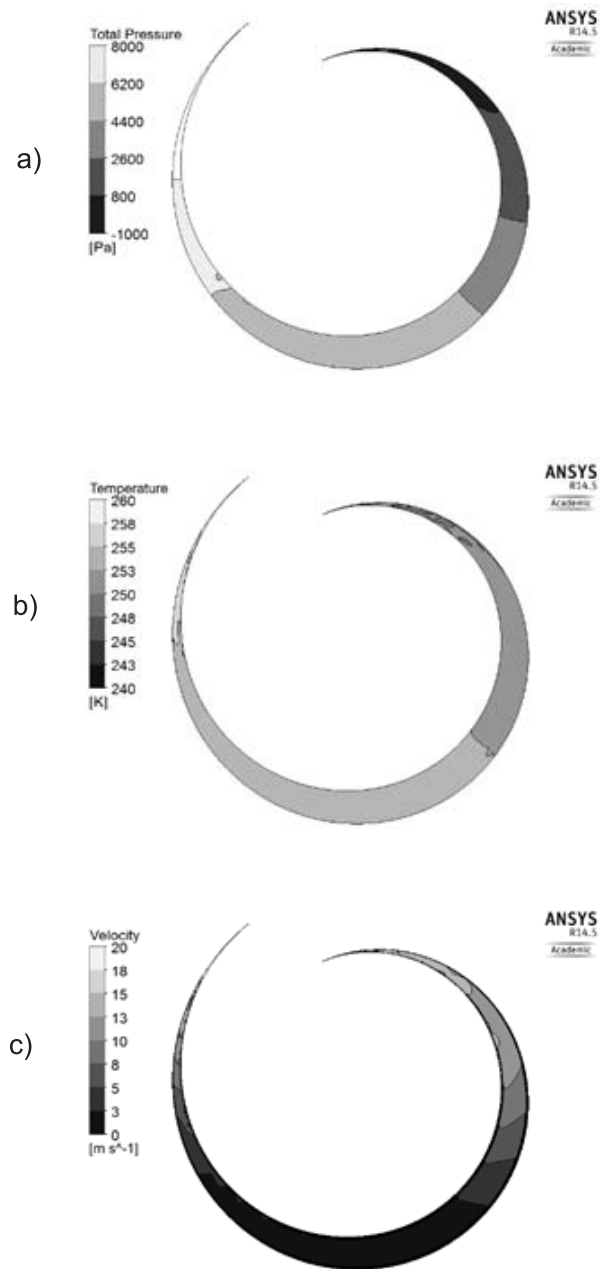 Total Pressure
8000
6200
4400
2600
800
-1000
[Pa]
ANSYS
R14.5
Academic
a)
Temperature
260
258
255
253
250
248
245
243
240
[K]
ANSYS
R14.5
Academic
b)
Velocity
20
18
15
13
10
8
5
3
0
[m s^-1]
ANSYS
R14.5
Academic
c)